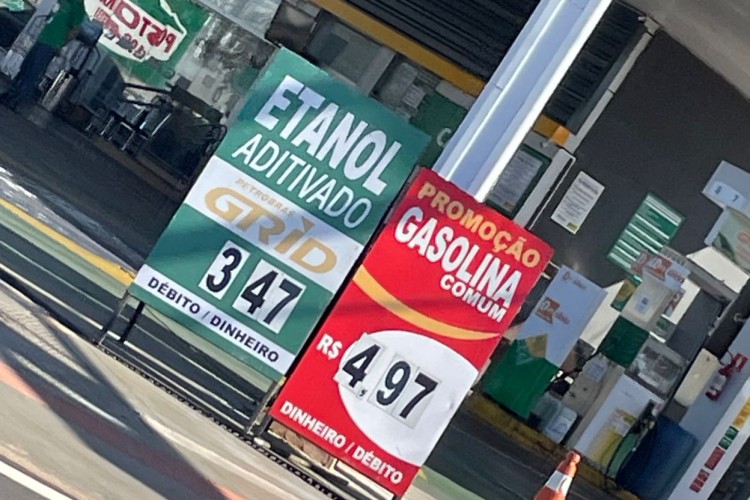 ETANOL
ADITIVADO
PETROBRAS
GRID
3 47
DÉBITO / DINHEIRO
PROMOÇÃO
GASOLINA
COMUM
R$ 4,97
DINHEIRO / DÉBITO